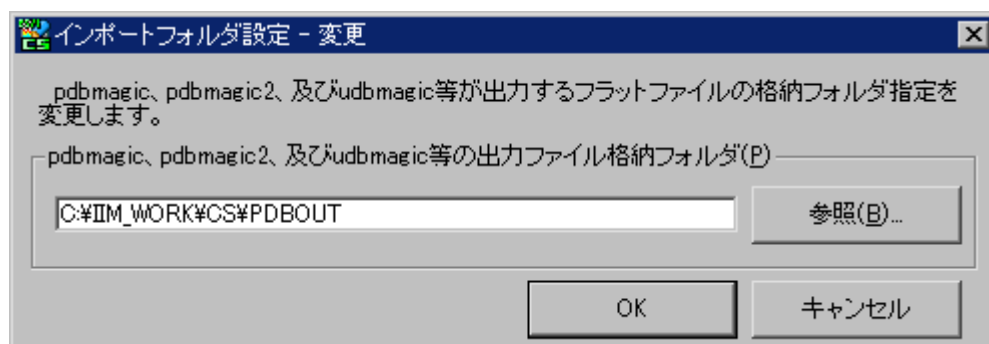 インポートフォルダ設定 - 変更
pdbmagic、pdbmagic2、及びudbmagic等が出力するフラットファイルの格納フォルダ指定を
変更します。
pdbmagic、pdbmagic2、及びudbmagic等の出力ファイル格納フォルダ(P)
C:¥IIM_WORK¥CS¥PDBOUT
参照(B)...
OK
キャンセル